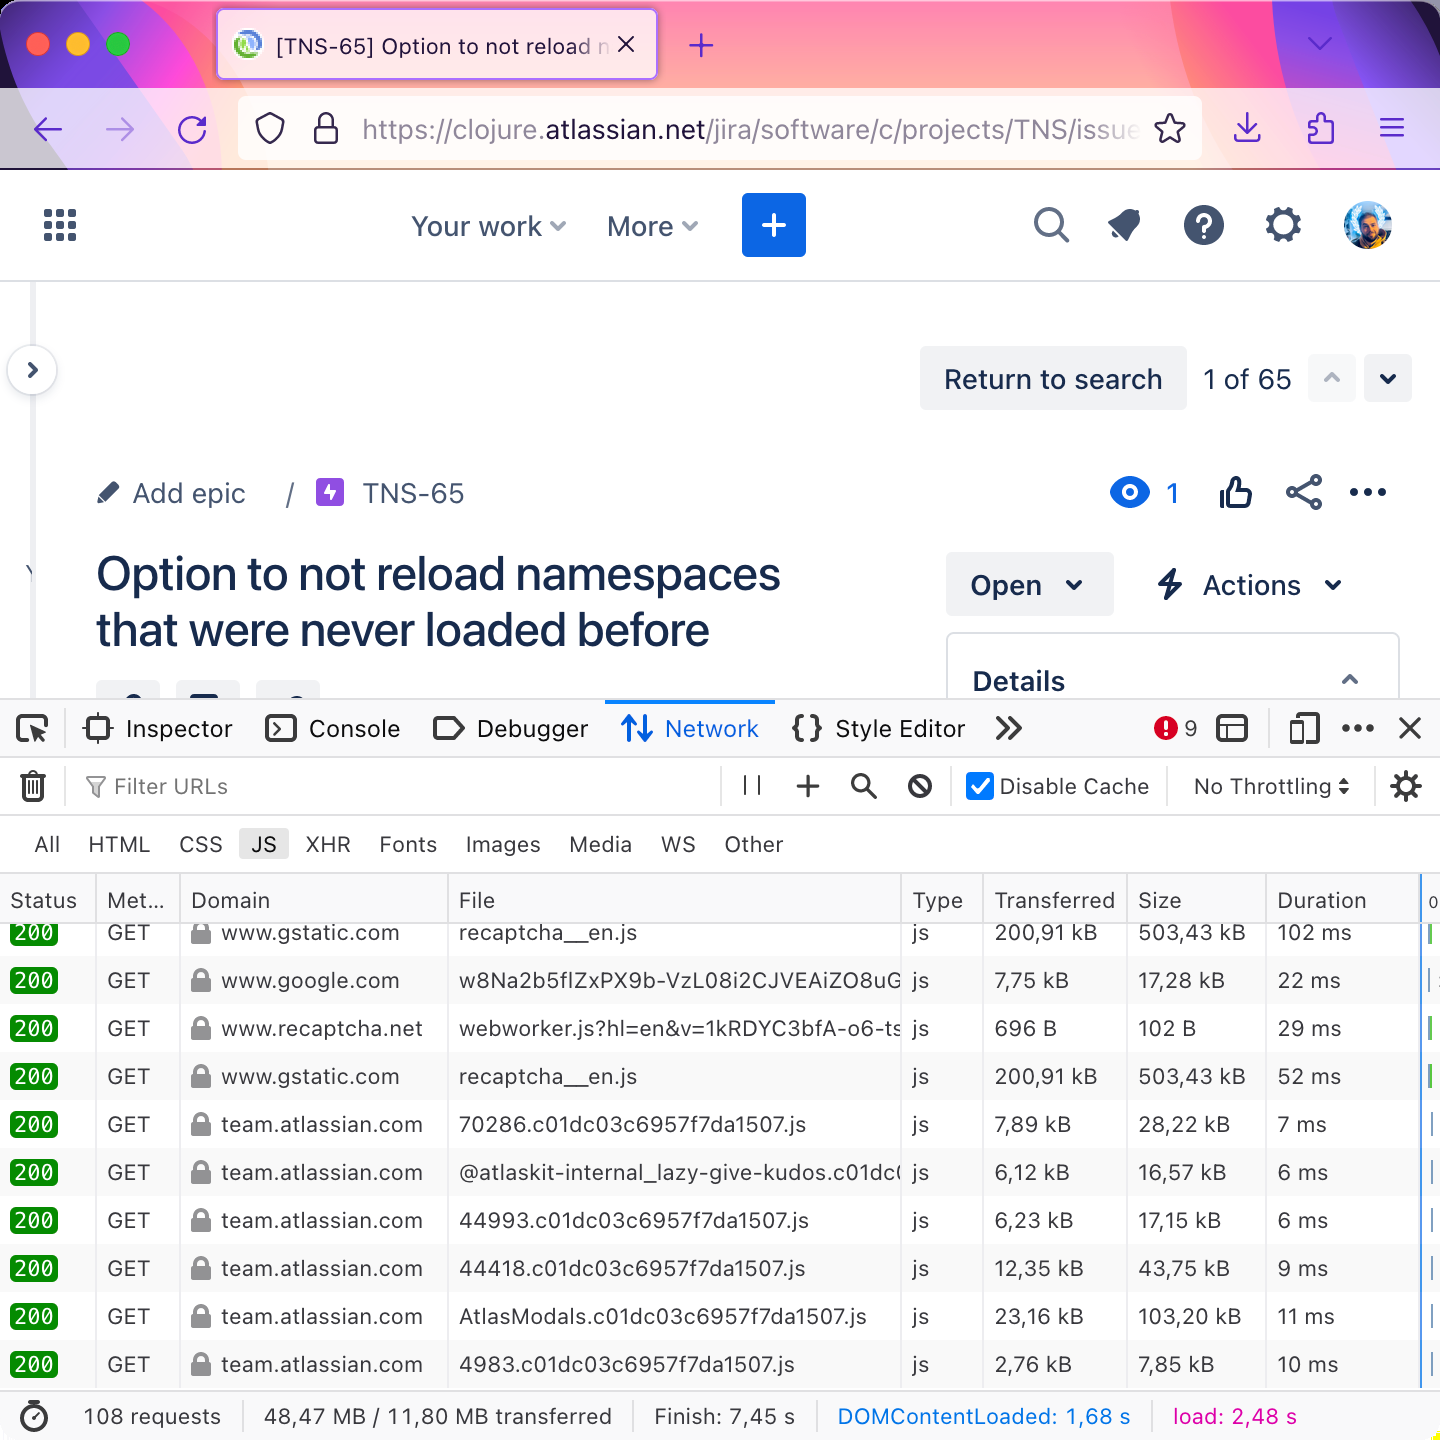 [TNS-65] Option to not reload n
https://clojure.atlassian.net/jira/software/c/projects/TNS/issue
Your work More
Return to search 1 of 65
Add epic / TNS-65 1
Option to not reload namespaces
that were never loaded before
Open Actions
Details
Inspector Console Debugger Network Style Editor 9
Filter URLs Disable Cache No Throttling
All HTML CSS JS XHR Fonts Images Media WS Other
Status Met... Domain File Type Transferred Size Duration 0
200 GET www.gstatic.com recaptcha__en.js js 200,91 kB 503,43 kB 102 ms
200 GET www.google.com js 7,75 kB 17,28 kB 22 ms
200 GET www.recaptcha.net webworker.js?hl=en&v=1kRDYC3bfA-o6-ts js 696 B 102 B 29 ms
200 GET www.gstatic.com recaptcha__en.js js 200,91 kB 503,43 kB 52 ms
200 GET team.atlassian.com 70286.c01dc03c6957f7da1507.js js 7,89 kB 28,22 kB 7 ms
200 GET team.atlassian.com @atlaskit-internal_lazy-give-kudos.c01dc0 js 6,12 kB 16,57 kB 6 ms
200 GET team.atlassian.com 44993.c01dc03c6957f7da1507.js js 6,23 kB 17,15 kB 6 ms
200 GET team.atlassian.com 44418.c01dc03c6957f7da1507.js js 12,35 kB 43,75 kB 9 ms
200 GET team.atlassian.com AtlasModals.c01dc03c6957f7da1507.js js 23,16 kB 103,20 kB 11 ms
200 GET team.atlassian.com 4983.c01dc03c6957f7da1507.js js 2,76 kB 7,85 kB 10 ms
108 requests 48,47 MB / 11,80 MB transferred Finish: 7,45 s DOMContentLoaded: 1,68 s load: 2,48 s